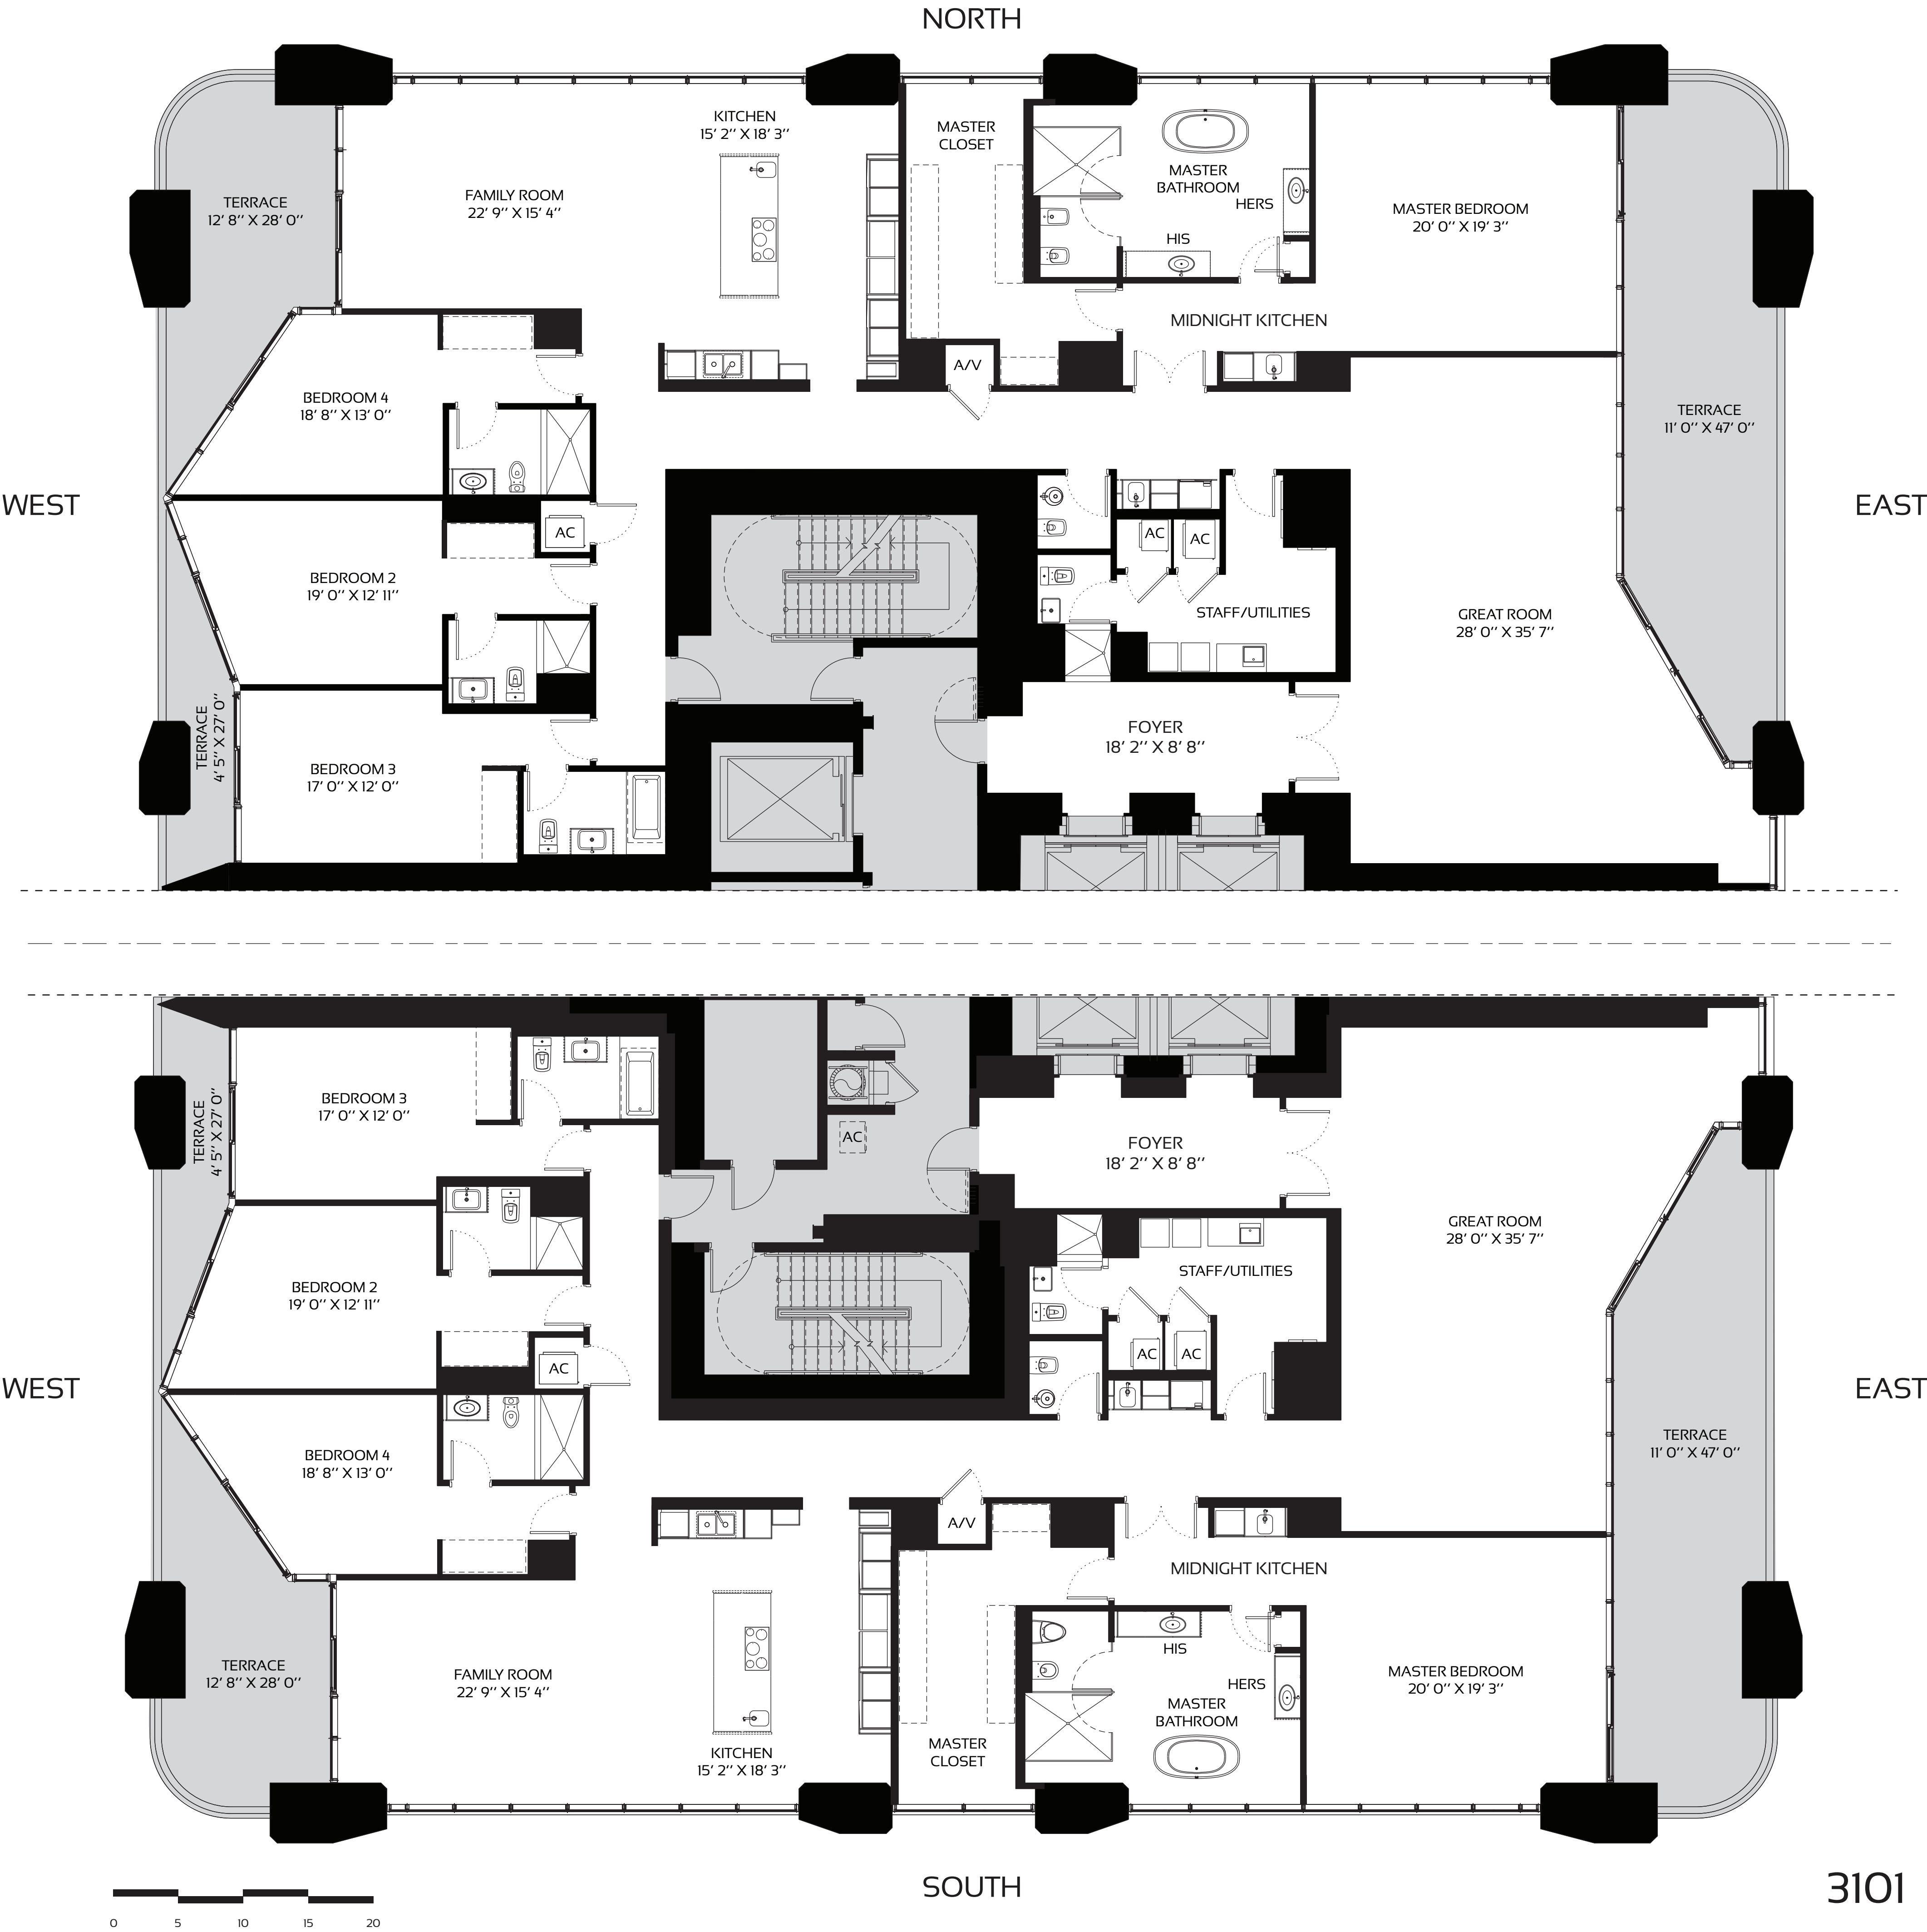 NORTH
KITCHEN
15’ 2’’ X 18’ 3’’
MASTER
CLOSET
MASTER
BATHROOM
HERS
HIS
FAMILY ROOM
22’ 9’’ X 15’ 4’’
TERRACE
12’ 8’’ X 28’ 0’’
MASTER BEDROOM
20’ 0’’ X 19’ 3’’
MIDNIGHT KITCHEN
A/V
BEDROOM 4
18’ 8’’ X 13’ 0’’
TERRACE
11’ 0’’ X 47’ 0’’
WEST
EAST
AC
AC
AC
BEDROOM 2
19’ 0’’ X 12’ 11’’
STAFF/UTILITIES
GREAT ROOM
28’ 0’’ X 35’ 7’’
TERRACE
4’ 5’’ X 27’ 0’’
FOYER
18’ 2’’ X 8’ 8’’
BEDROOM 3
17’ 0’’ X 12’ 0’’
BEDROOM 3
17’ 0’’ X 12’ 0’’
TERRACE
4’ 5’’ X 27’ 0’’
AC
FOYER
18’ 2’’ X 8’ 8’’
GREAT ROOM
28’ 0’’ X 35’ 7’’
STAFF/UTILITIES
BEDROOM 2
19’ 0’’ X 12’ 11’’
AC
AC
AC
WEST
EAST
BEDROOM 4
18’ 8’’ X 13’ 0’’
TERRACE
11’ 0’’ X 47’ 0’’
A/V
MIDNIGHT KITCHEN
HIS
HERS
MASTER
BATHROOM
TERRACE
12’ 8’’ X 28’ 0’’
FAMILY ROOM
22’ 9’’ X 15’ 4’’
MASTER BEDROOM
20’ 0’’ X 19’ 3’’
KITCHEN
15’ 2’’ X 18’ 3’’
MASTER
CLOSET
SOUTH
3101
0 5 10 15 20